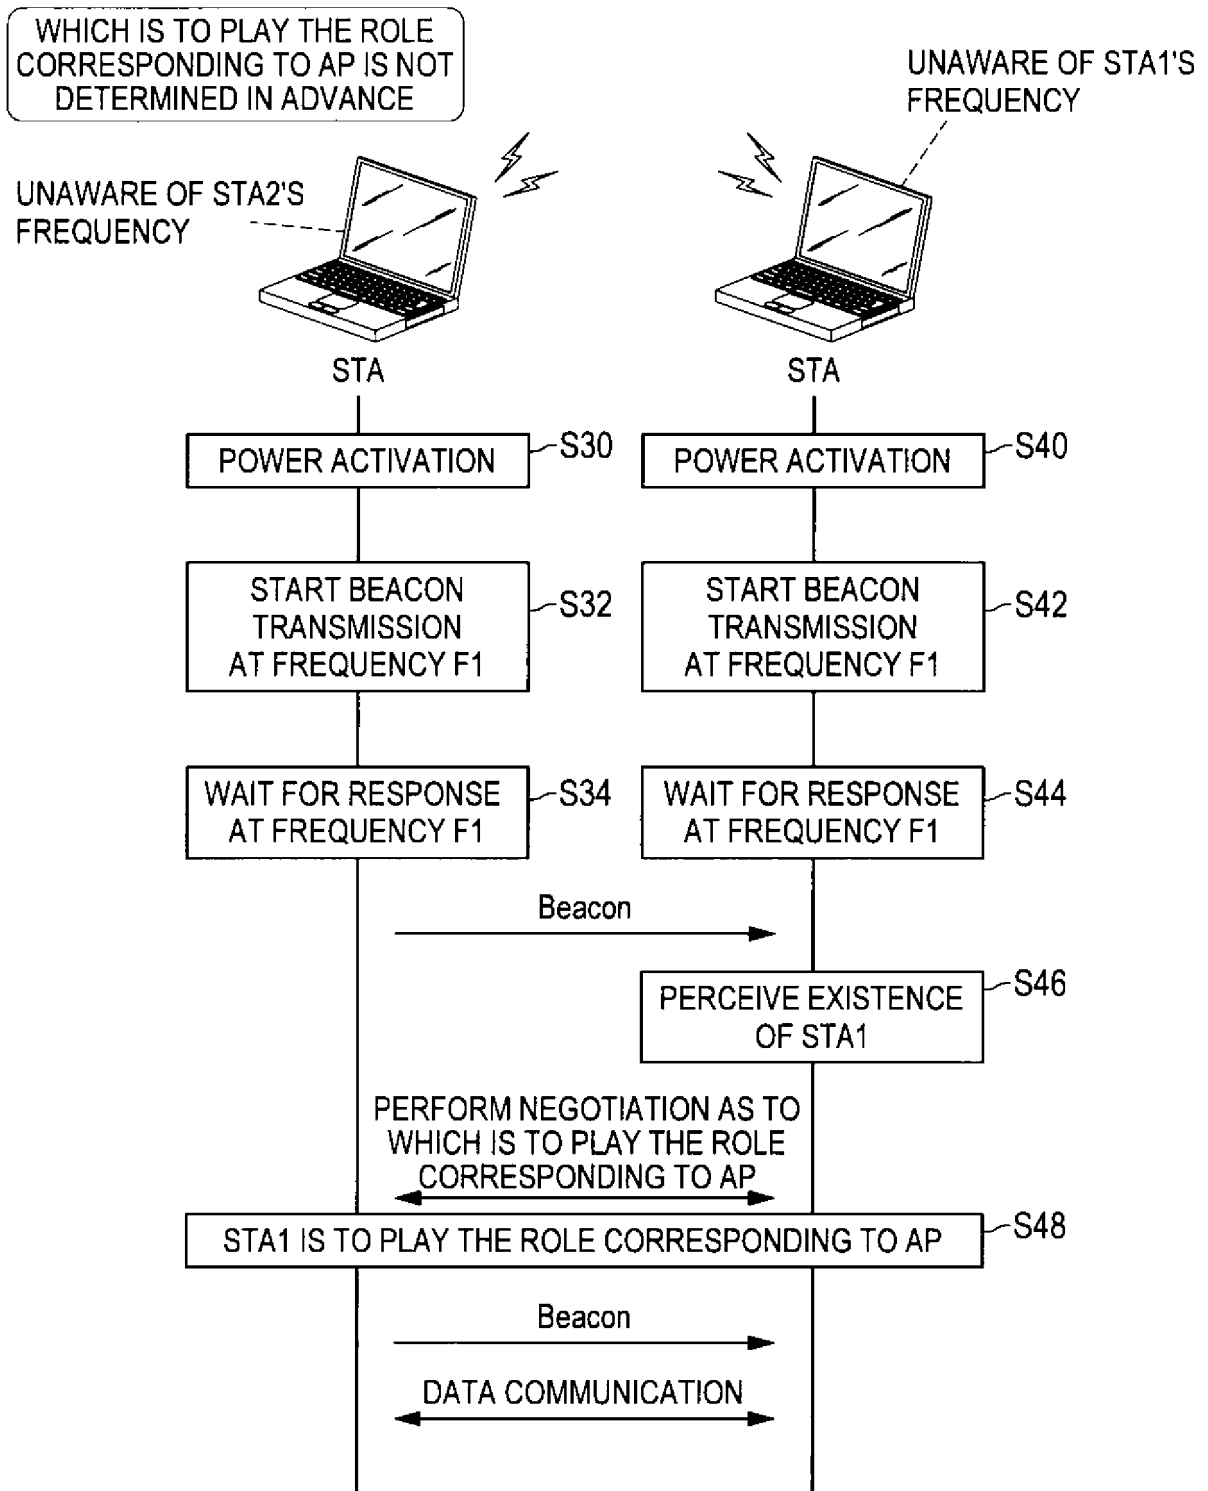 WHICH IS TO PLAY THE ROLE
CORRESPONDING TO AP IS NOT
DETERMINED IN ADVANCE
UNAWARE OF STA1'S
FREQUENCY
UNAWARE OF STA2'S
FREQUENCY
STA
STA
POWER ACTIVATION
S30
POWER ACTIVATION
S40
START BEACON
TRANSMISSION
AT FREQUENCY F1
S32
START BEACON
TRANSMISSION
AT FREQUENCY F1
S42
WAIT FOR RESPONSE
AT FREQUENCY F1
S34
WAIT FOR RESPONSE
AT FREQUENCY F1
S44
Beacon
PERCEIVE EXISTENCE
OF STA1
S46
PERFORM NEGOTIATION AS TO
WHICH IS TO PLAY THE ROLE
CORRESPONDING TO AP
STA1 IS TO PLAY THE ROLE CORRESPONDING TO AP
S48
Beacon
DATA COMMUNICATION